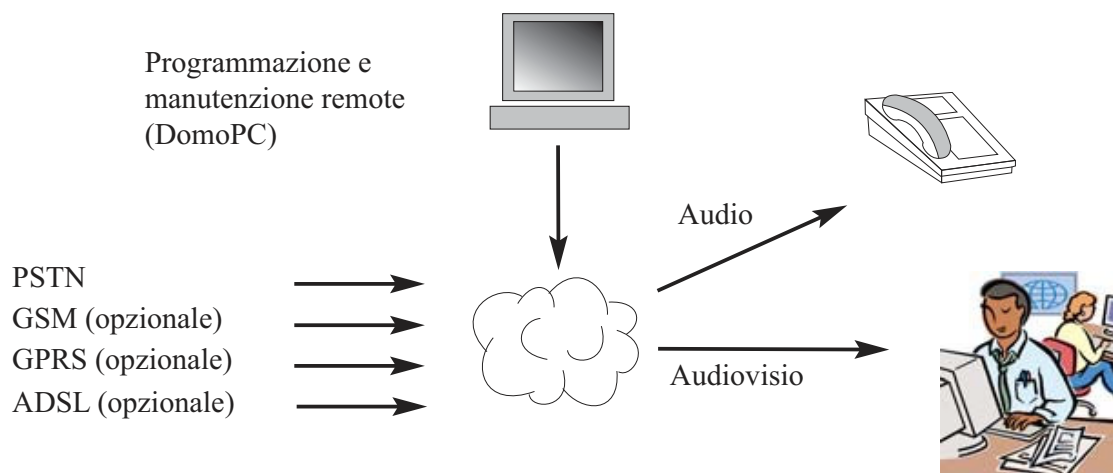 Programmazione e
manutenzione remote
(DomoPC)
Audio
PSTN
GSM (opzionale)
GPRS (opzionale)
ADSL (opzionale)
Audiovisio